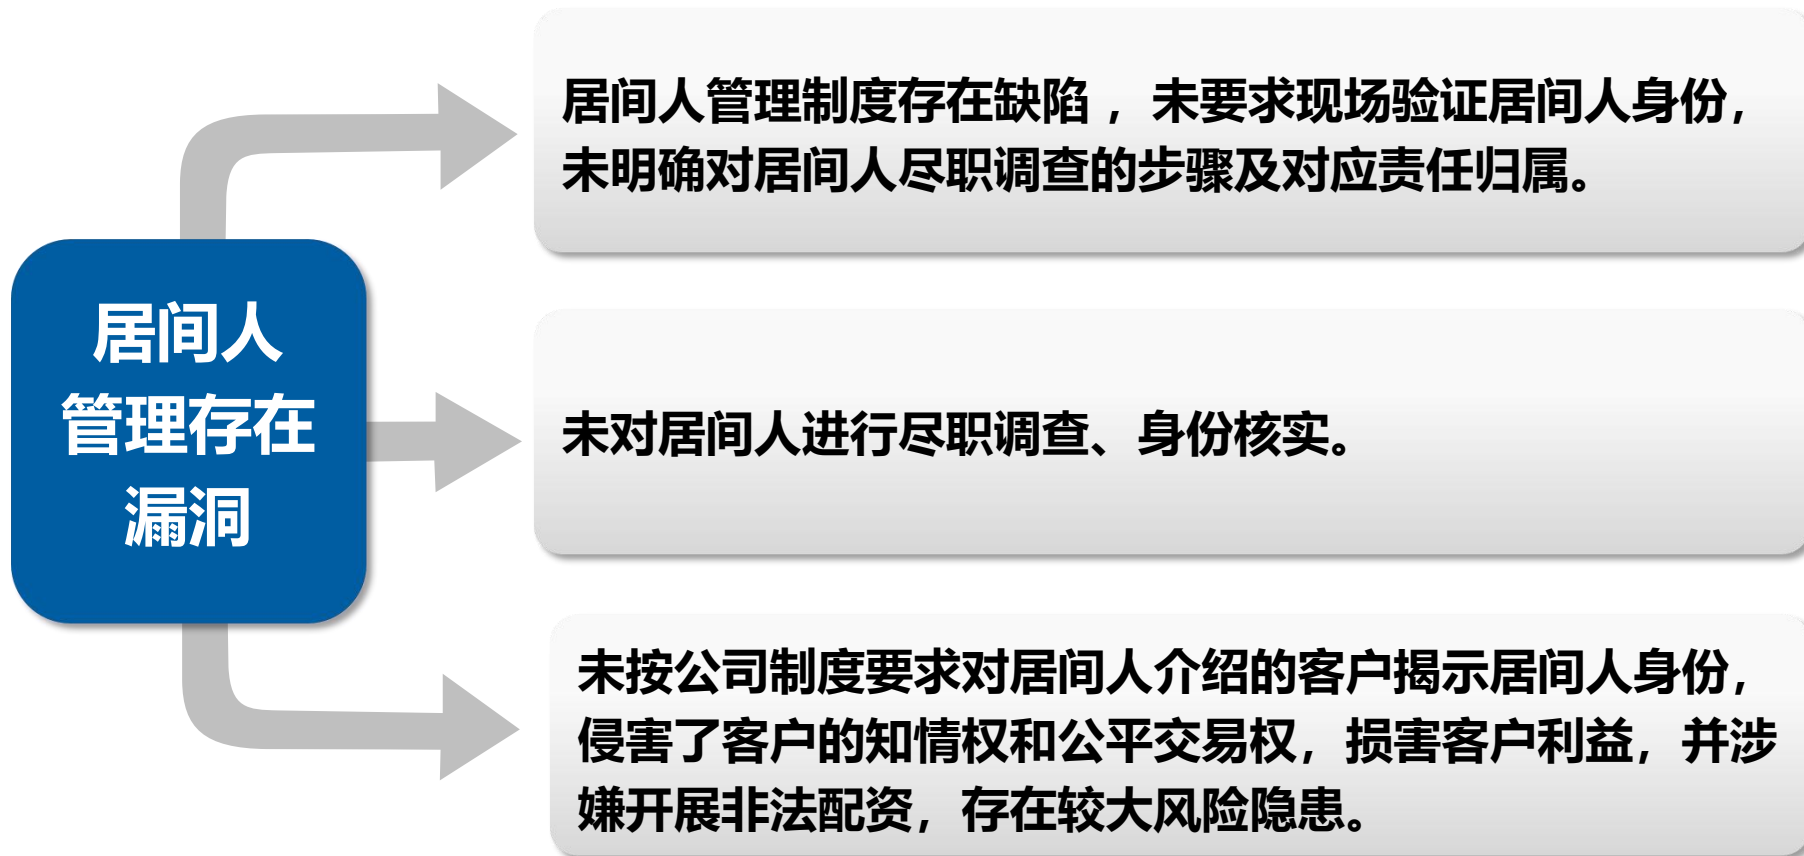 居间人管理制度存在缺陷 ，未要求现场验证居间人身份，
未明确对居间人尽职调查的步骤及对应责任归属。
居间人
管理存在
漏洞
未对居间人进行尽职调查、身份核实。
未按公司制度要求对居间人介绍的客户揭示居间人身份，
侵害了客户的知情权和公平交易权，损害客户利益，并涉
嫌开展非法配资，存在较大风险隐患。